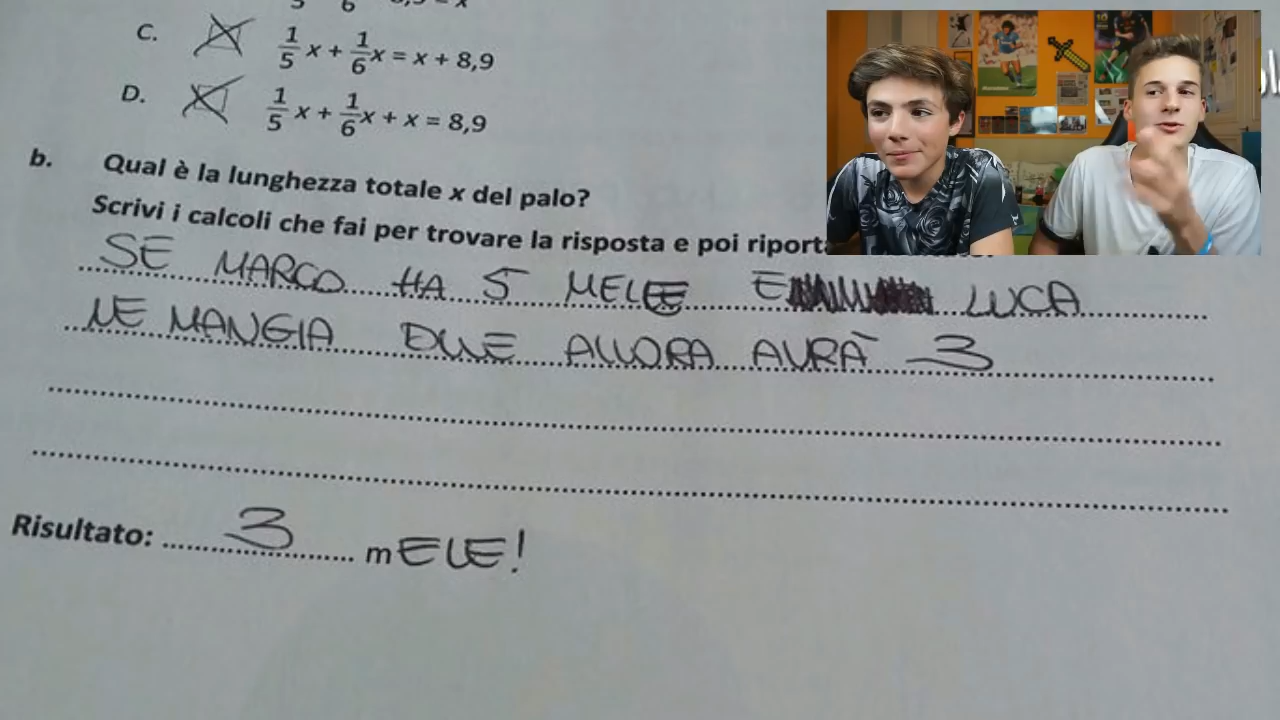 C. 1/5 x + 1/6 x = x + 8,9
D. 1/5 x + 1/6 x + x = 8,9
b. Qual è la lunghezza totale x del palo?
Scrivi i calcoli che fai per trovare la risposta e poi riport
SE MARCO HA 5 MELE E LUCA
NE MANGIA DUE ALLORA AVRÀ 3
Risultato: 3 mELE!